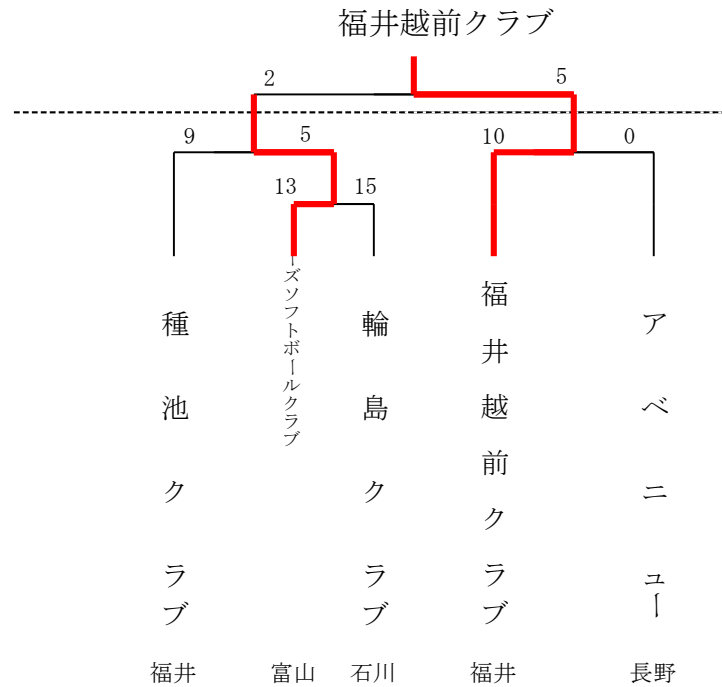 福井越前クラブ
2 5
9 5 10 0
13 15
種池クラブ
ーズソフトボールクラブ
輪島クラブ
福井越前クラブ
アベニュー
福井 富山 石川 福井 長野